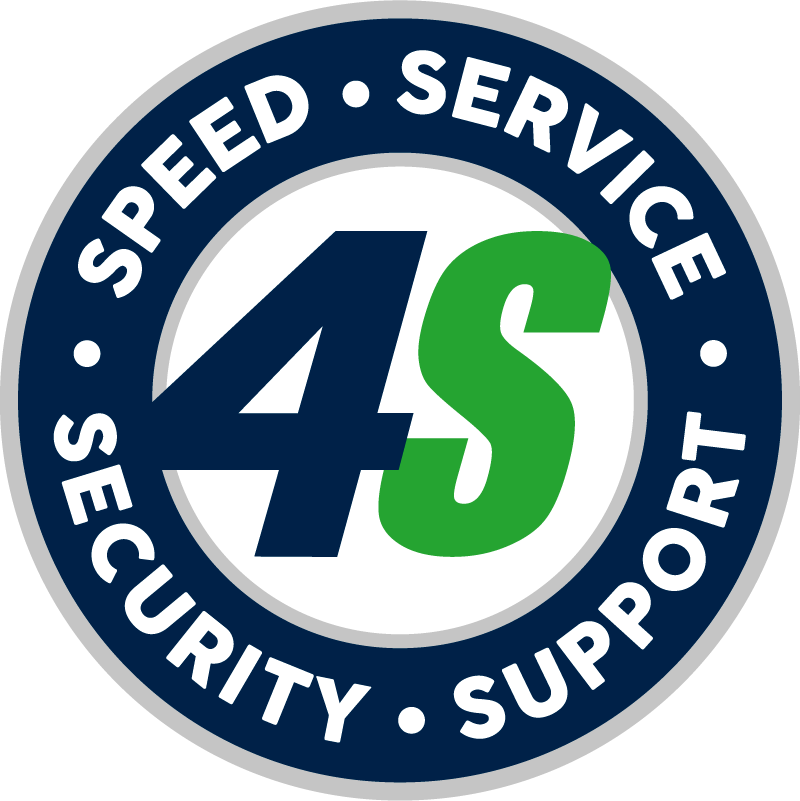 SPEED • SERVICE • SUPPORT • SECURITY •
4S